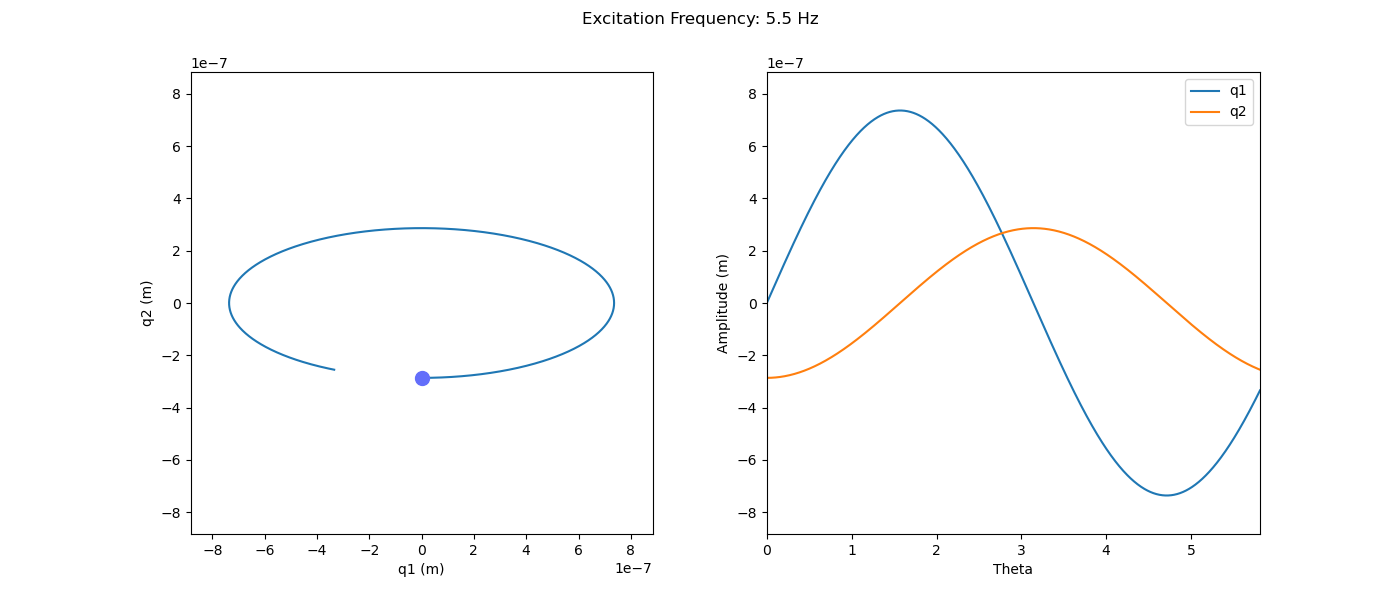 Excitation Frequency: 5.5 Hz
1e−7
8
6
4
2
0
−2
−4
−6
−8
q2 (m)
−8 −6 −4 −2 0 2 4 6 8
q1 (m)
1e−7
1e−7
8
6
4
2
0
−2
−4
−6
−8
Amplitude (m)
0 1 2 3 4 5
Theta
q1
q2